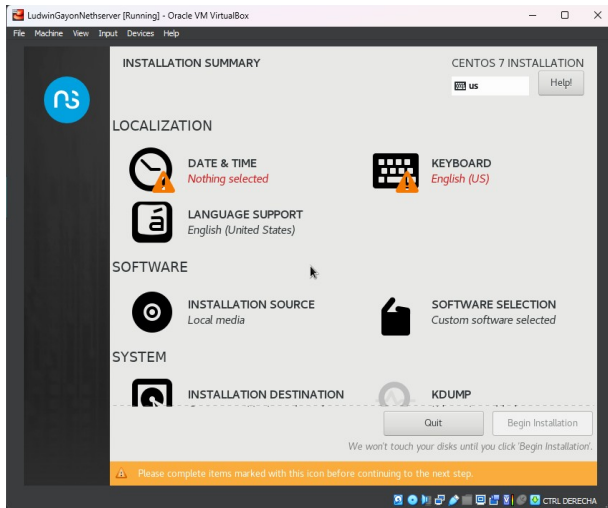 LudwinGayonNethserver [Running] - Oracle VM VirtualBox
File Machine View Input Devices Help
INSTALLATION SUMMARY
CENTOS 7 INSTALLATION
us
Help!
ns
LOCALIZATION
DATE & TIME
Nothing selected
KEYBOARD
English (US)
á
LANGUAGE SUPPORT
English (United States)
SOFTWARE
INSTALLATION SOURCE
Local media
SOFTWARE SELECTION
Custom software selected
SYSTEM
INSTALLATION DESTINATION
KDUMP
Quit
Begin Installation
We won't touch your disks until you click 'Begin Installation'.
Please complete items marked with this icon before continuing to the next step.
CTRL DERECHA